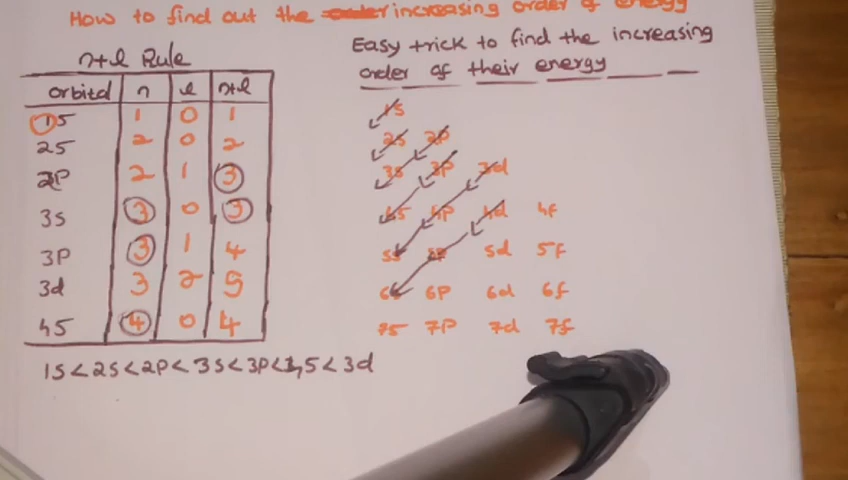 How to find out the increasing order of energy
n+l Rule
orbital n l n+l
1s 1 0 1
2s 2 0 2
2P 2 1 3
3s 3 0 3
3P 3 1 4
3d 3 2 5
4s 4 0 4
1s<2s<2P<3s<3P<4s<3d
Easy trick to find the increasing
order of their energy
1s
2s 2P
3s 3P 3d
4s 4P 4d 4f
5s 5P 5d 5f
6s 6P 6d 6f
7s 7P 7d 7f